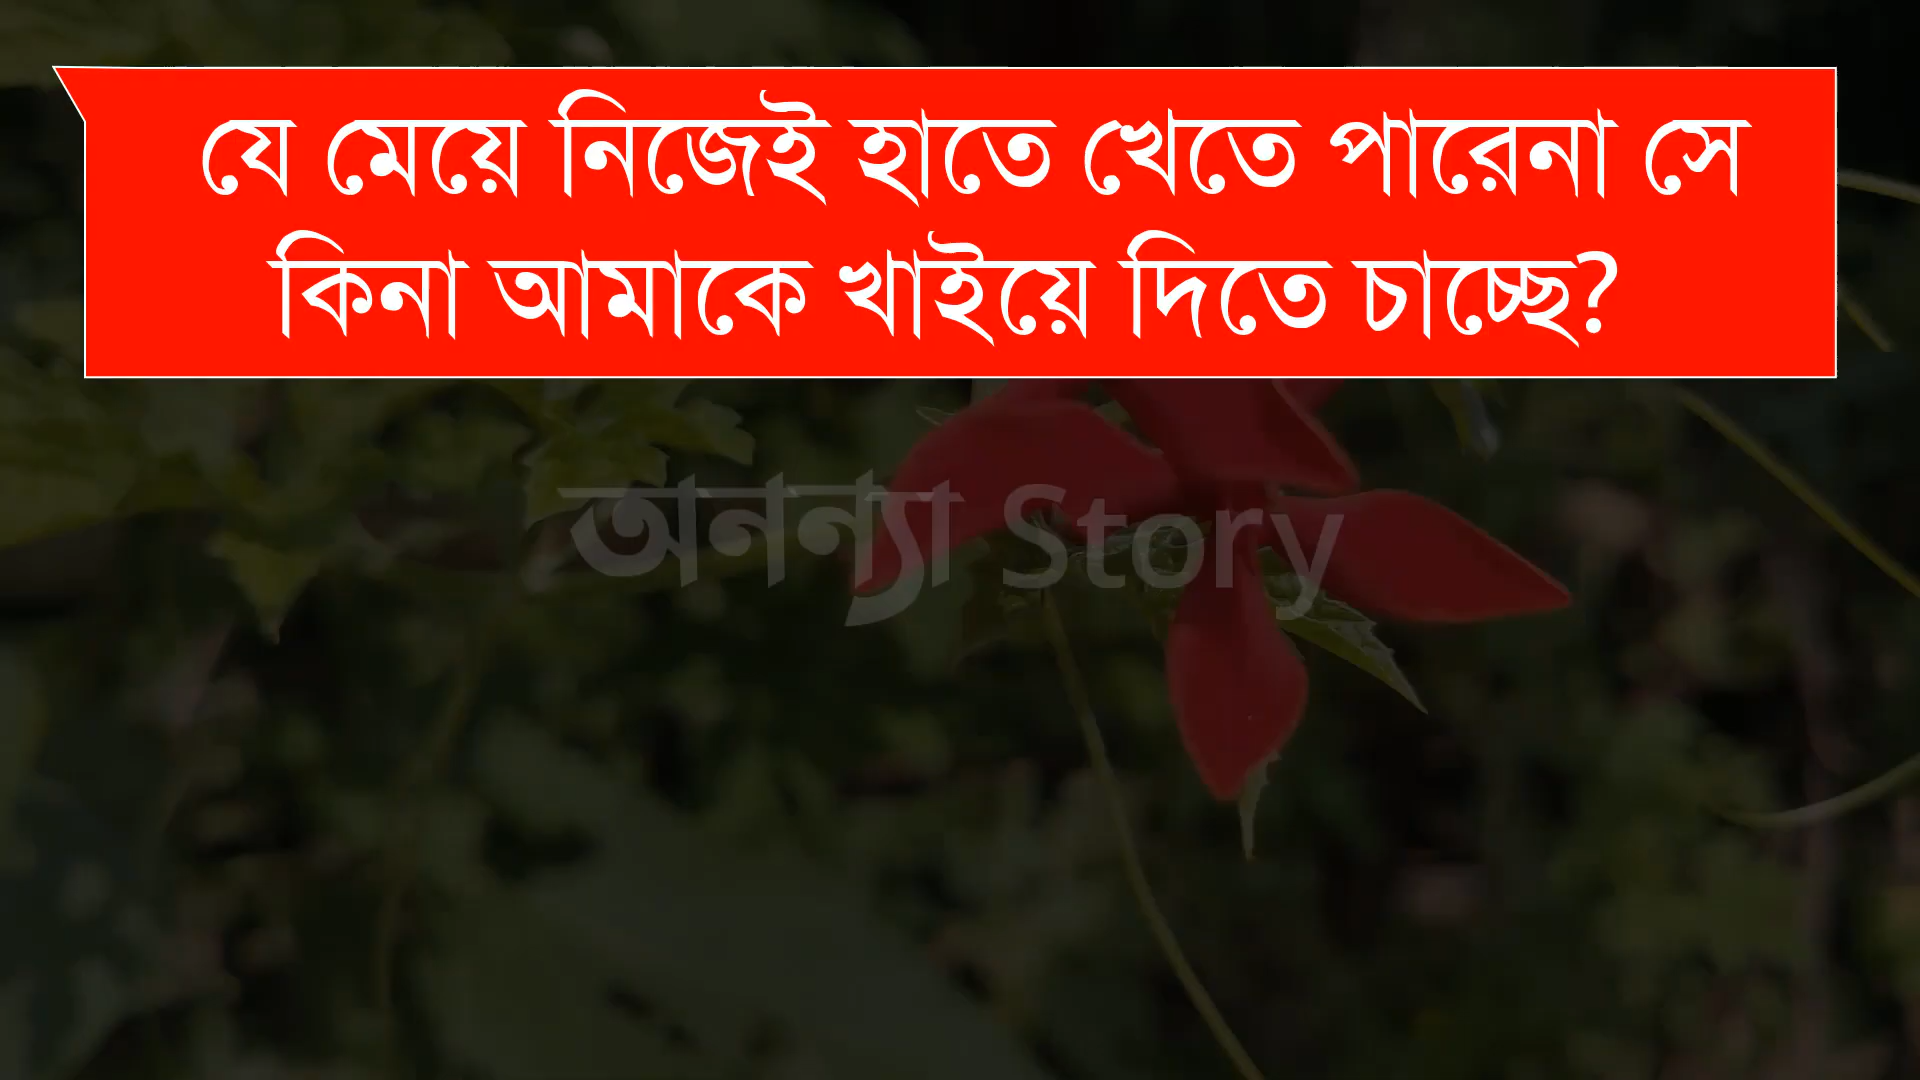 যে মেয়ে নিজেই হাতে খেতে পারেনা সে
কিনা আমাকে খাইয়ে দিতে চাচ্ছে?
অনন্যা Story